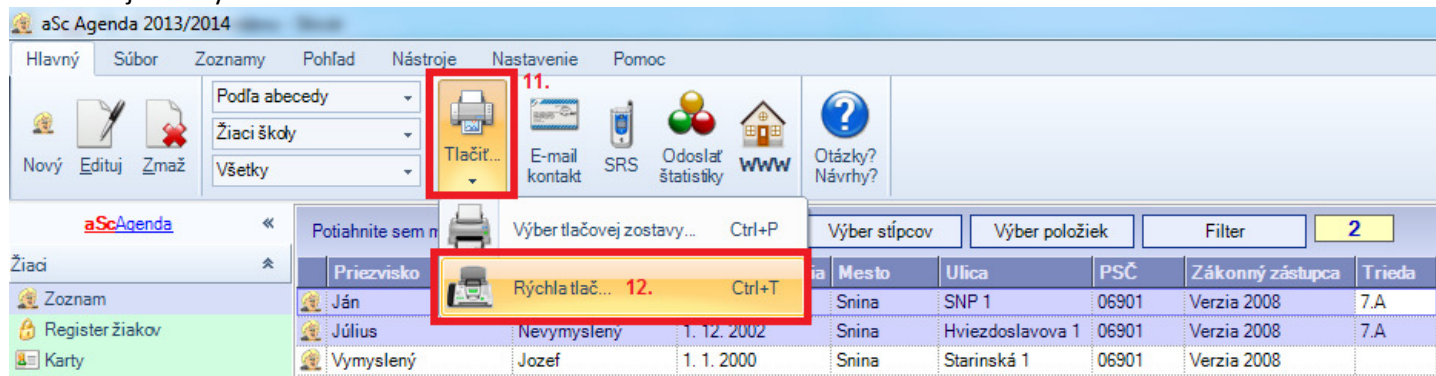 aSc Agenda 2013/2014
Hlavný Súbor Zoznamy Pohľad Nástroje Nastavenie Pomoc
11.
Podľa abecedy
Žiaci školy
Všetky
Nový Edituj Zmaž
Tlačiť...
E-mail kontakt
SRS
Odoslať štatistiky
WWW
Otázky? Návrhy?
aScAgenda «
Potiahnite sem
Výber tlačovej zostavy... Ctrl+P
Výber stĺpcov Výber položiek Filter 2
Žiaci
Priezvisko Mesto Ulica PSČ Zákonný zástupca Trieda
Rýchla tlač... 12. Ctrl+T
Zoznam
Ján Snina SNP 1 06901 Verzia 2008 7.A
Register žiakov
Július Nevymyslený 1. 12. 2002 Snina Hviezdoslavova 1 06901 Verzia 2008 7.A
Karty
Vymyslený Jozef 1. 1. 2000 Snina Starinská 1 06901 Verzia 2008